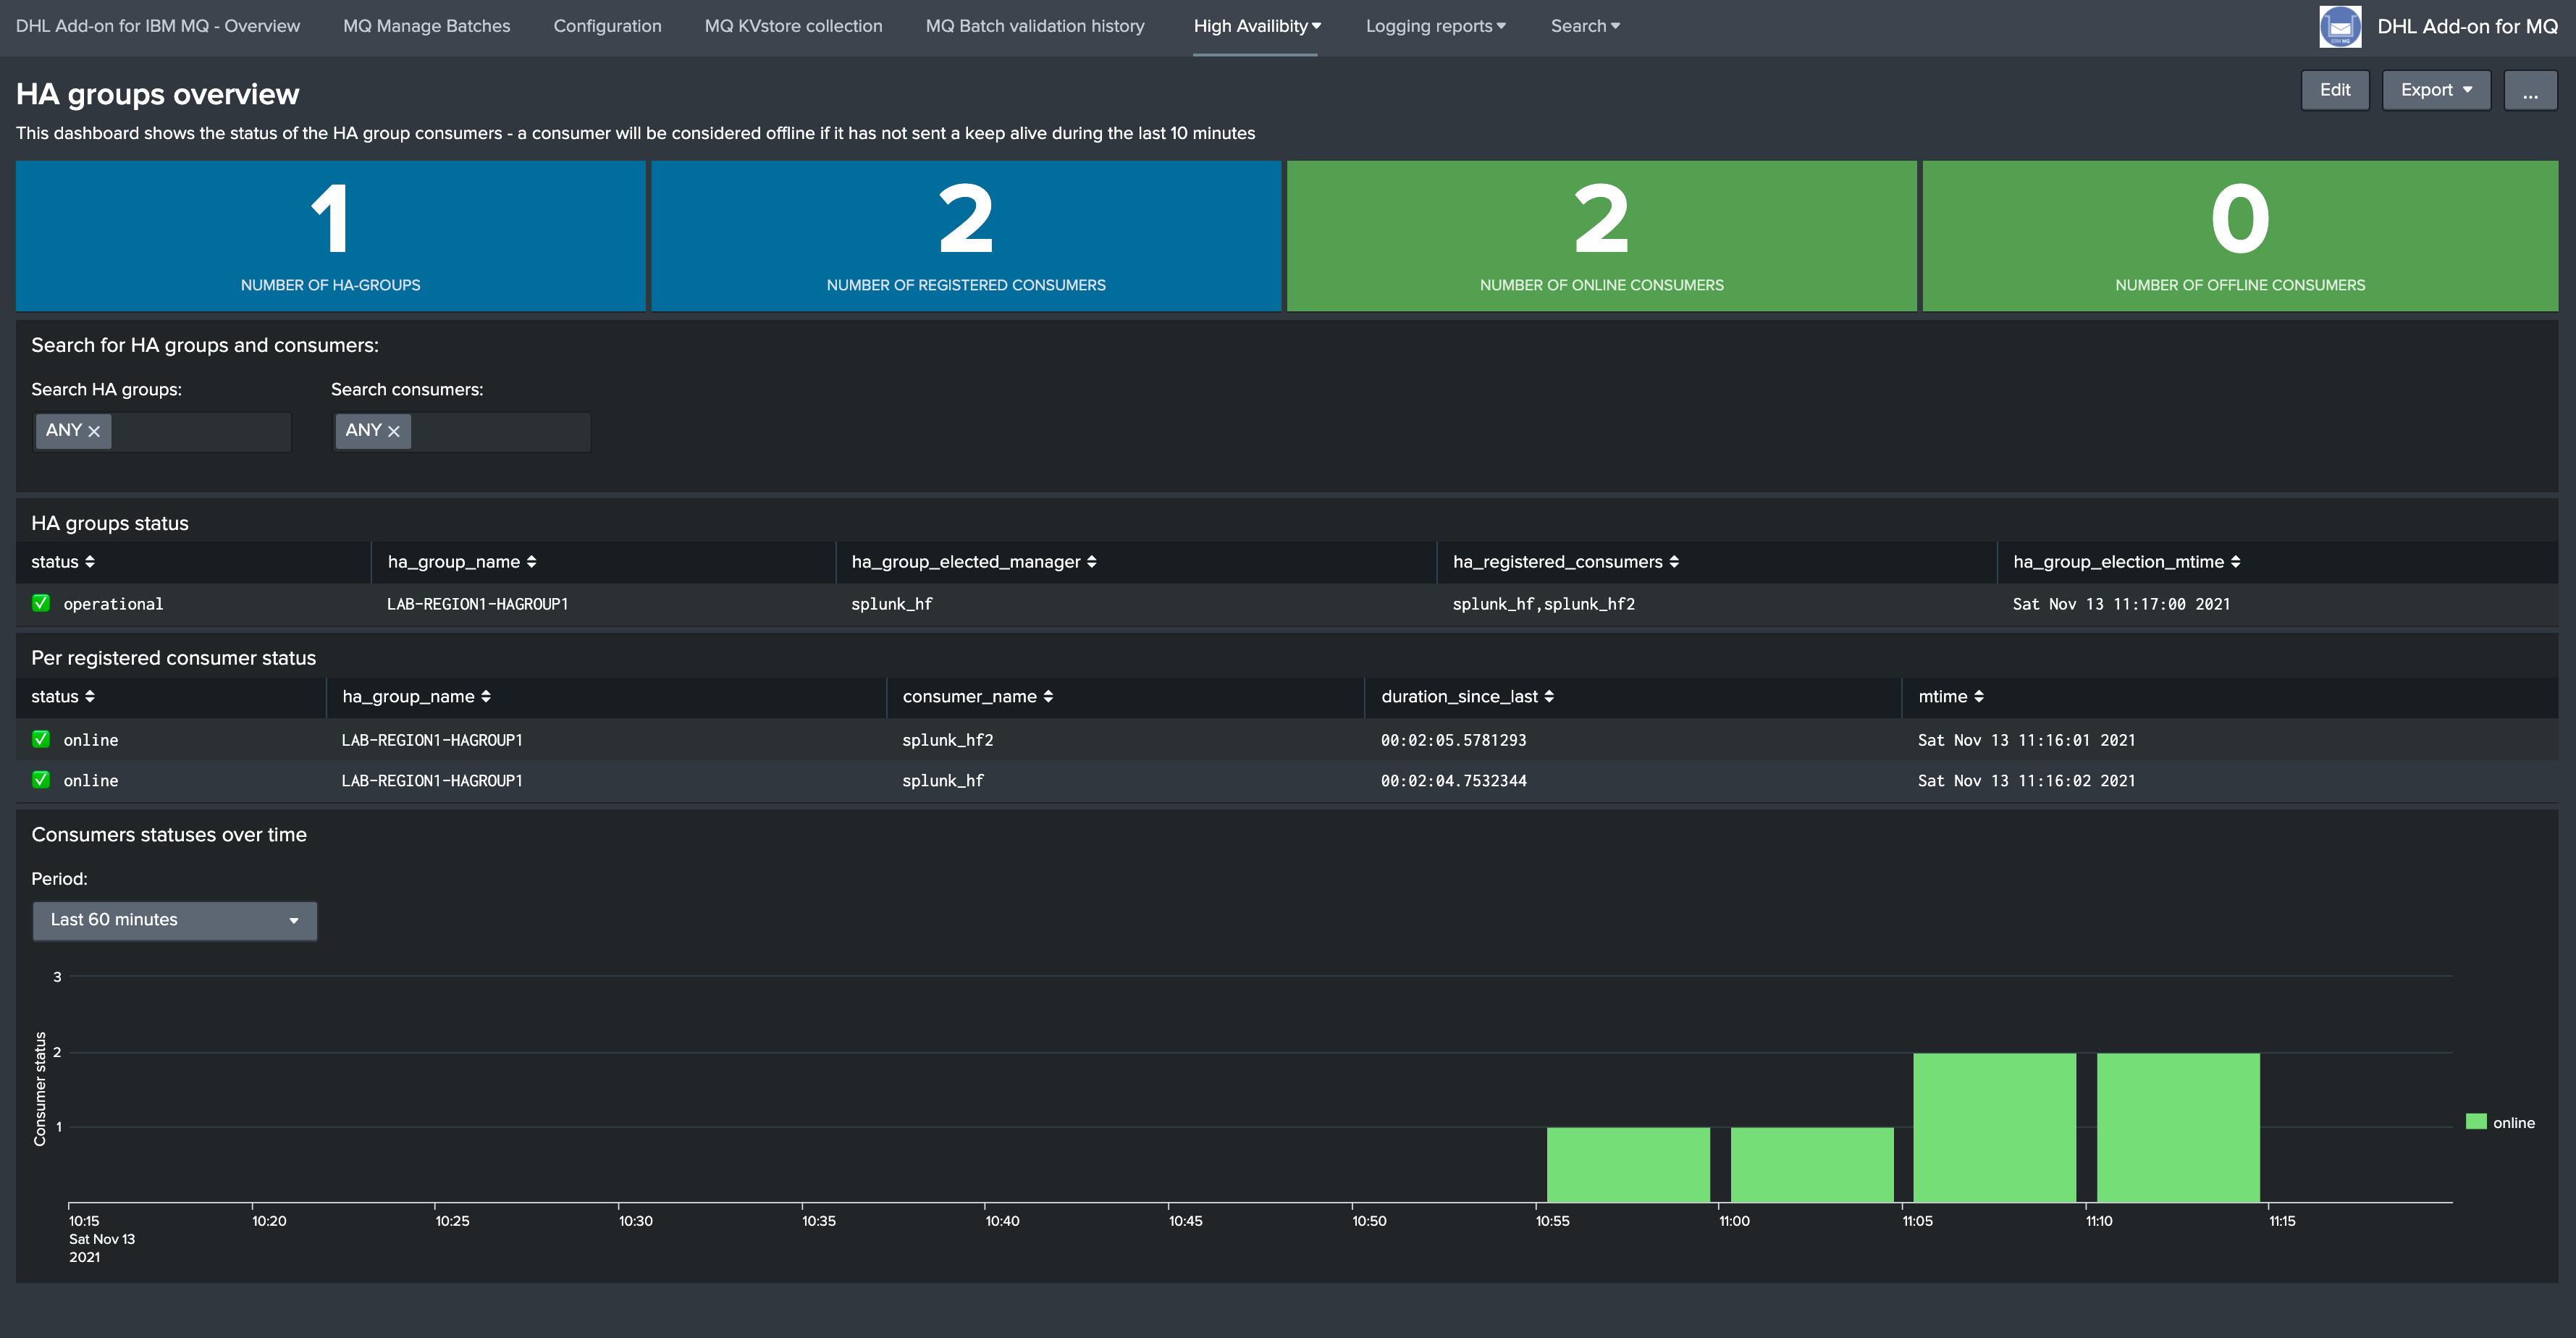 DHL Add-on for IBM MQ - Overview MQ Manage Batches Configuration MQ KVstore collection MQ Batch validation history High Availibity Logging reports Search DHL Add-on for MQ
HA groups overview
Edit Export ...
This dashboard shows the status of the HA group consumers - a consumer will be considered offline if it has not sent a keep alive during the last 10 minutes
1 2 2 0
NUMBER OF HA-GROUPS NUMBER OF REGISTERED CONSUMERS NUMBER OF ONLINE CONSUMERS NUMBER OF OFFLINE CONSUMERS
Search for HA groups and consumers:
Search HA groups: Search consumers:
ANY ANY
HA groups status
status ha_group_name ha_group_elected_manager ha_registered_consumers ha_group_election_mtime
operational LAB-REGION1-HAGROUP1 splunk_hf splunk_hf,splunk_hf2 Sat Nov 13 11:17:00 2021
Per registered consumer status
status ha_group_name consumer_name duration_since_last mtime
online LAB-REGION1-HAGROUP1 splunk_hf2 00:02:05.5781293 Sat Nov 13 11:16:01 2021
online LAB-REGION1-HAGROUP1 splunk_hf 00:02:04.7532344 Sat Nov 13 11:16:02 2021
Consumers statuses over time
Period:
Last 60 minutes
3
2
1
Consumer status
online
10:15 10:20 10:25 10:30 10:35 10:40 10:45 10:50 10:55 11:00 11:05 11:10 11:15
Sat Nov 13
2021